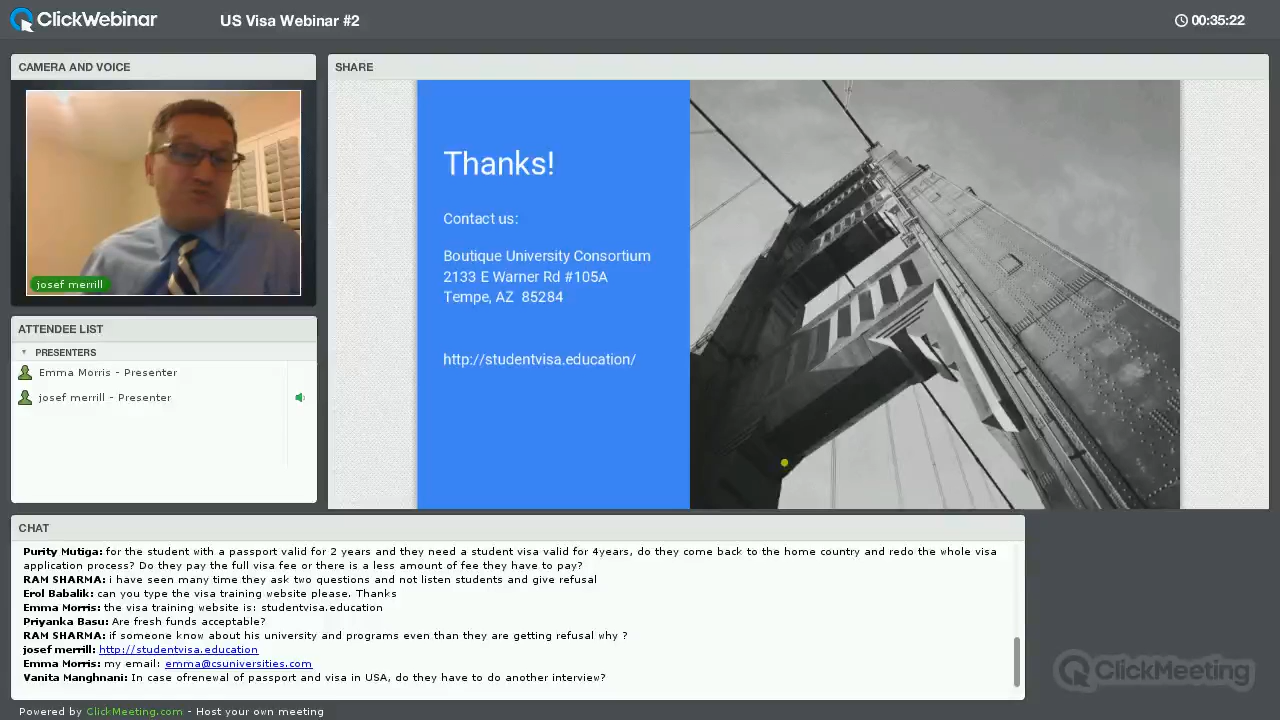 ClickWebinar
US Visa Webinar #2
00:35:22
CAMERA AND VOICE
josef merrill
SHARE
Thanks!
Contact us:
Boutique University Consortium
2133 E Warner Rd #105A
Tempe, AZ 85284
http://studentvisa.education/
ATTENDEE LIST
PRESENTERS
Emma Morris - Presenter
josef merrill - Presenter
CHAT
Purity Mutiga: for the student with a passport valid for 2 years and they need a student visa valid for 4years, do they come back to the home country and redo the whole visa
application process? Do they pay the full visa fee or there is a less amount of fee they have to pay?
RAM SHARMA: i have seen many time they ask two questions and not listen students and give refusal
Erol Babalik: can you type the visa training website please. Thanks
Emma Morris: the visa training website is: studentvisa.education
Priyanka Basu: Are fresh funds acceptable?
RAM SHARMA: if someone know about his university and programs even than they are getting refusal why ?
josef merrill: http://studentvisa.education
Emma Morris: my email: emma@csuniversities.com
Vanita Manghnani: In case ofrenewal of passport and visa in USA, do they have to do another interview?
ClickMeeting
Powered by ClickMeeting.com - Host your own meeting